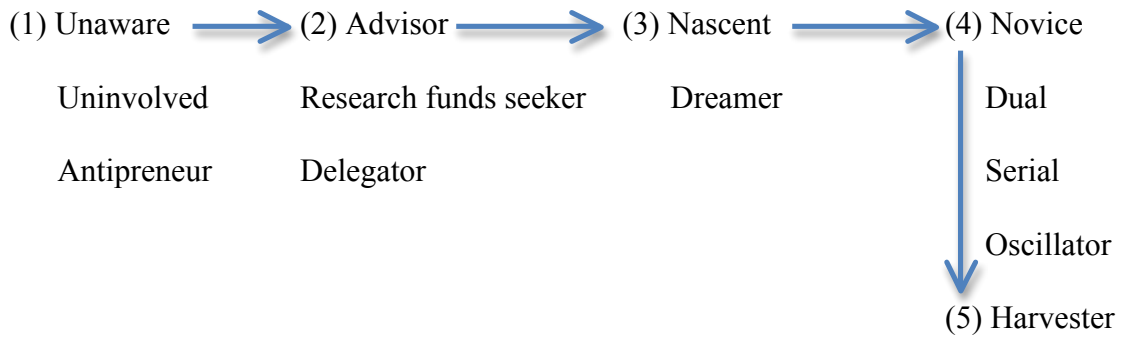 (1) Unaware (2) Advisor (3) Nascent (4) Novice
Uninvolved Research funds seeker Dreamer Dual
Antipreneur Delegator Serial
Oscillator
(5) Harvester